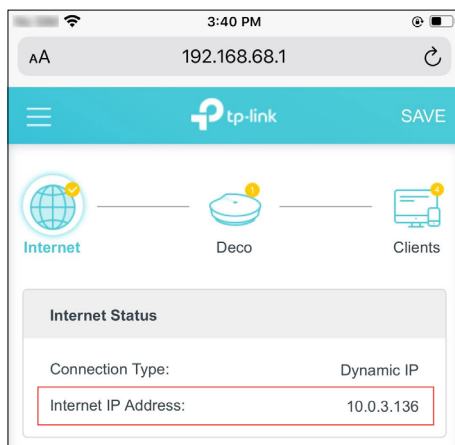 3:40 PM
AA 192.168.68.1
tp-link SAVE
1 4
Internet Deco Clients
Internet Status
Connection Type: Dynamic IP
Internet IP Address: 10.0.3.136